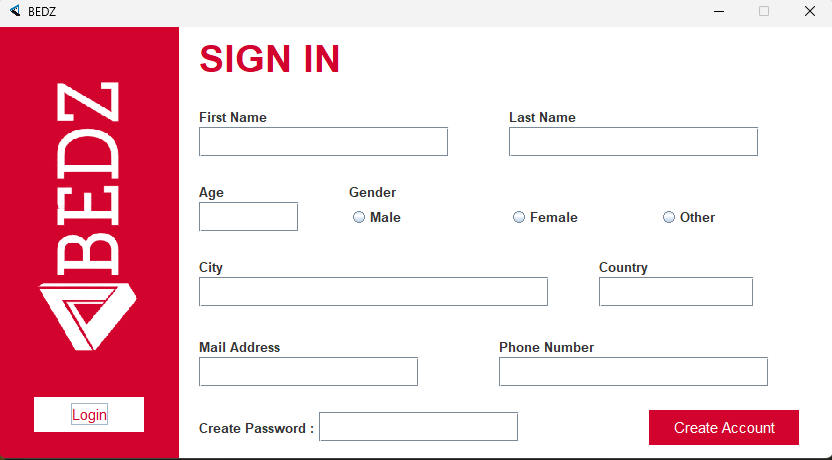 BEDZ
SIGN IN
BEDZ
First Name Last Name
Age Gender
Male Female Other
City Country
Mail Address Phone Number
Login
Create Password : Create Account